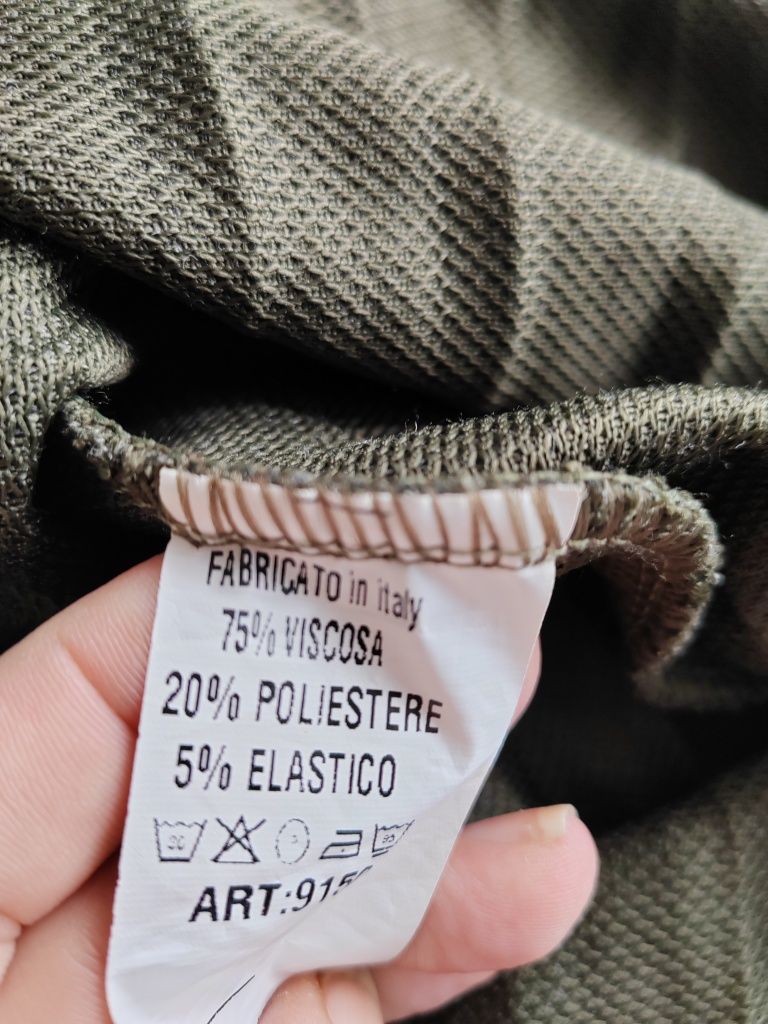 FABRICATO in italy
75% VISCOSA
20% POLIESTERE
5% ELASTICO